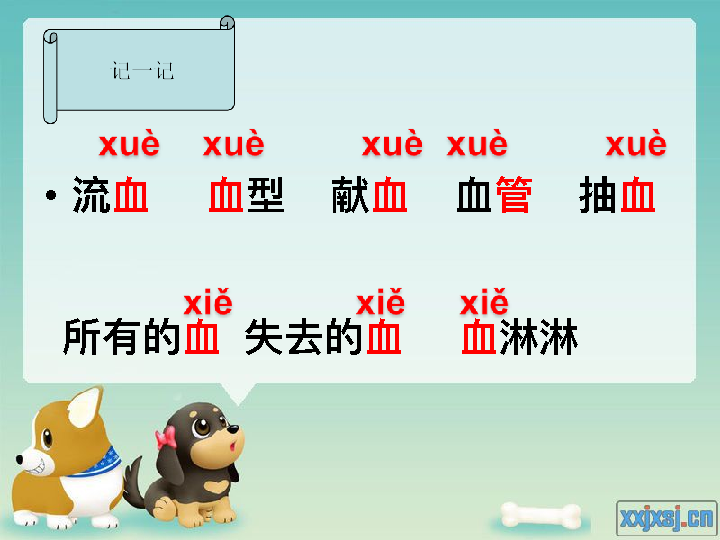 记一记
xuè xuè xuè xuè xuè
• 流血 血型 献血 血管 抽血
xiě xiě xiě
所有的血 失去的血 血淋淋
xxjxsj.cn